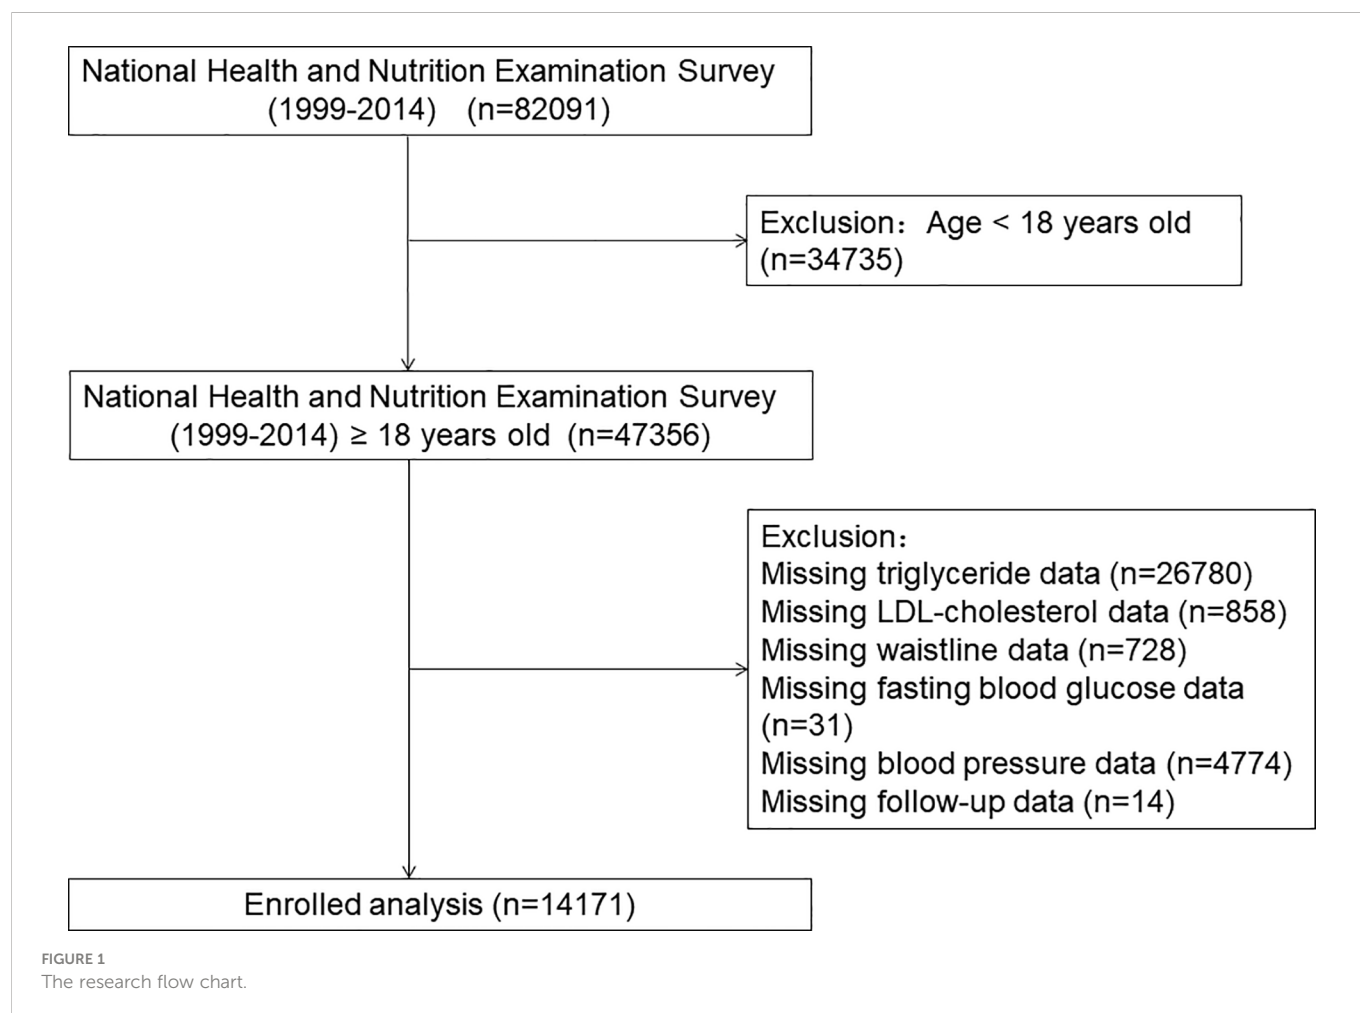 National Health and Nutrition Examination Survey
(1999-2014) (n=82091)
Exclusion：Age < 18 years old
(n=34735)
National Health and Nutrition Examination Survey
(1999-2014) ≥ 18 years old (n=47356)
Exclusion：
Missing triglyceride data (n=26780)
Missing LDL-cholesterol data (n=858)
Missing waistline data (n=728)
Missing fasting blood glucose data
(n=31)
Missing blood pressure data (n=4774)
Missing follow-up data (n=14)
Enrolled analysis (n=14171)
FIGURE 1
The research flow chart.